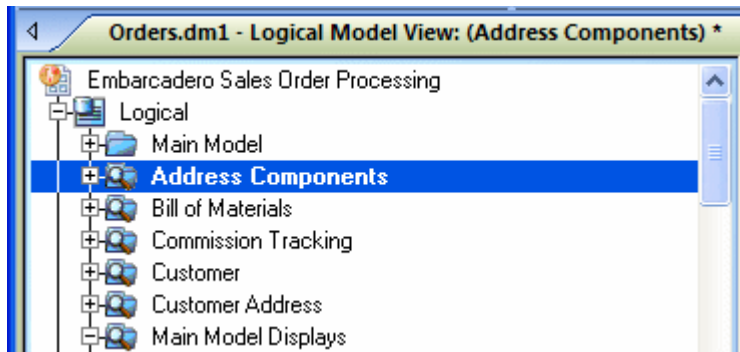 Orders.dm1 - Logical Model View: (Address Components) *
Embarcadero Sales Order Processing
Logical
Main Model
Address Components
Bill of Materials
Commission Tracking
Customer
Customer Address
Main Model Displays